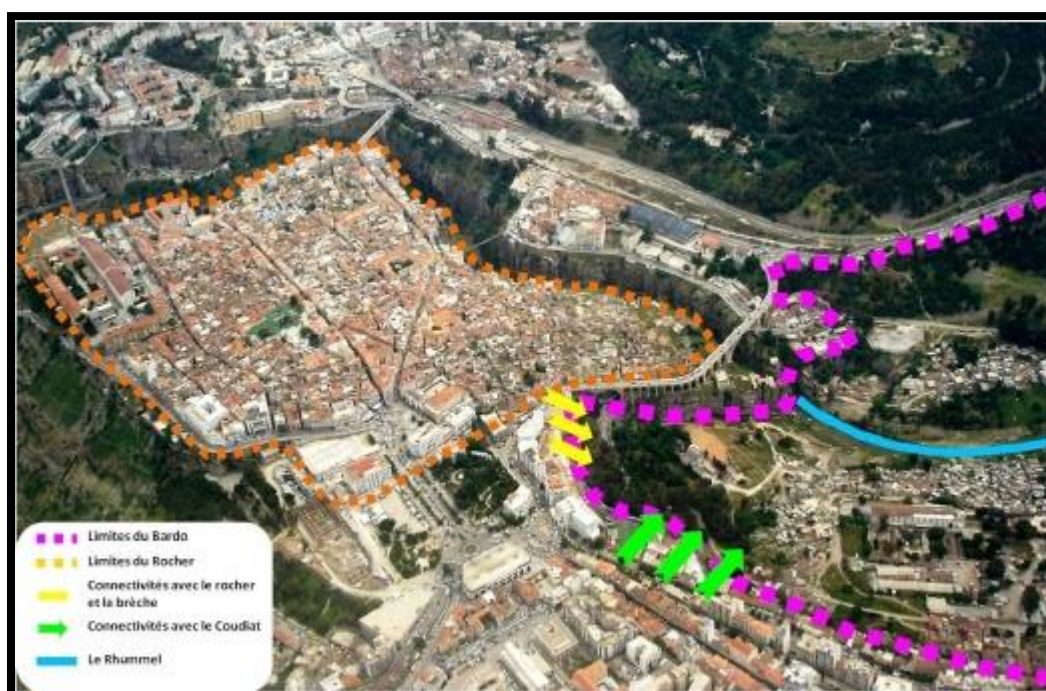 Limites du Bardo
Limites du Rocher
Connectivités avec le rocher
et la brèche
Connectivités avec le Coudiat
Le Rhummel